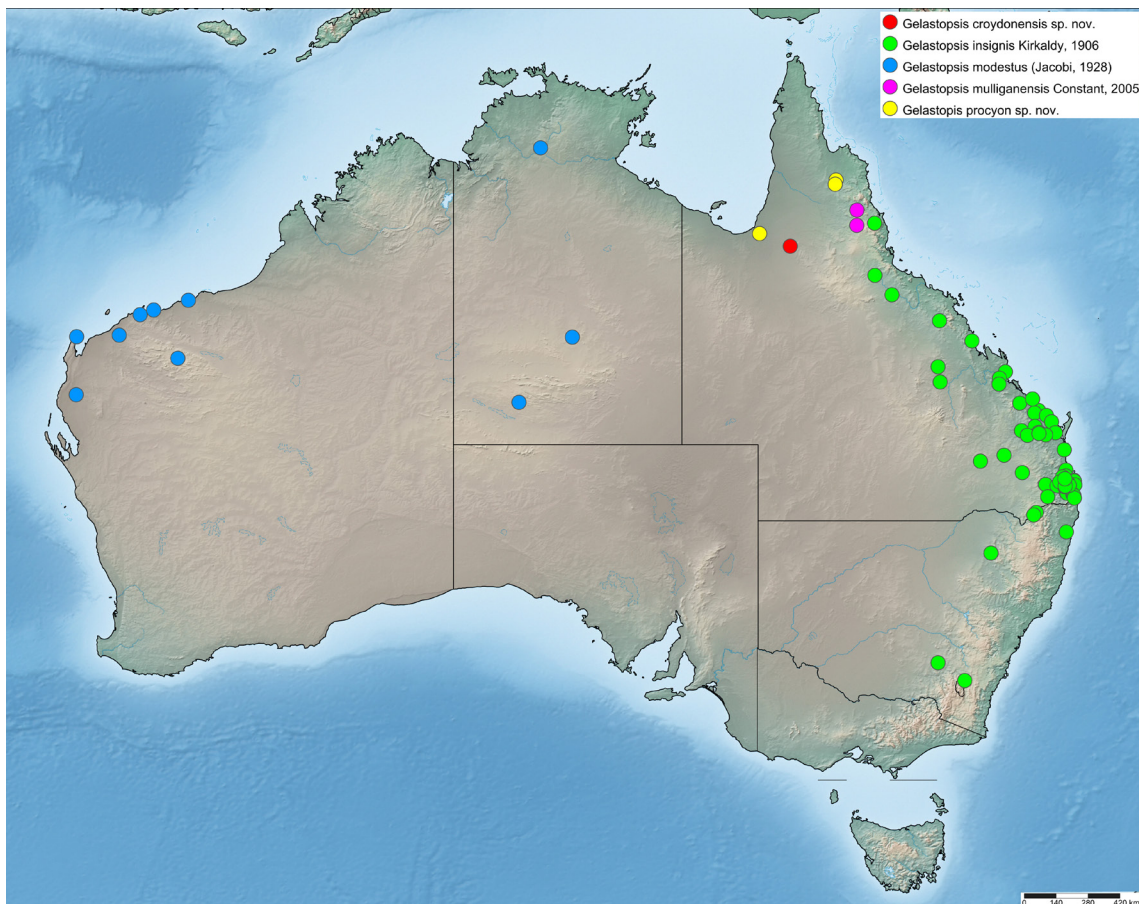 Gelastopsis croydonensis sp. nov.
Gelastopsis insignis Kirkaldy, 1906
Gelastopsis modestus (Jacobi, 1928)
Gelastopsis mulliganensis Constant, 2005
Gelastopis procyon sp. nov.
0 140 280 420 km